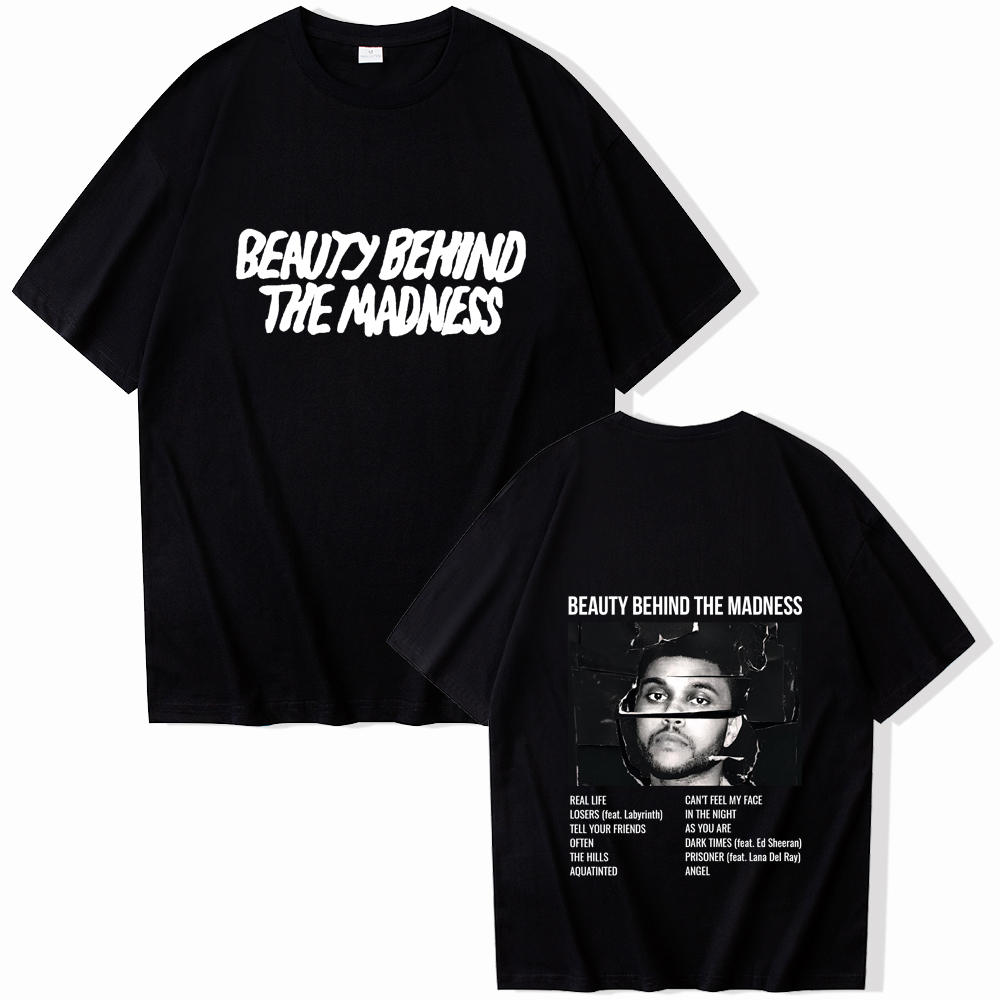 BEAUTY BEHIND
THE MADNESS
BEAUTY BEHIND THE MADNESS
REAL LIFE
LOSERS (feat. Labyrinth)
TELL YOUR FRIENDS
OFTEN
THE HILLS
AQUATINTED
CAN'T FEEL MY FACE
IN THE NIGHT
AS YOU ARE
DARK TIMES (feat. Ed Sheeran)
PRISONER (feat. Lana Del Ray)
ANGEL